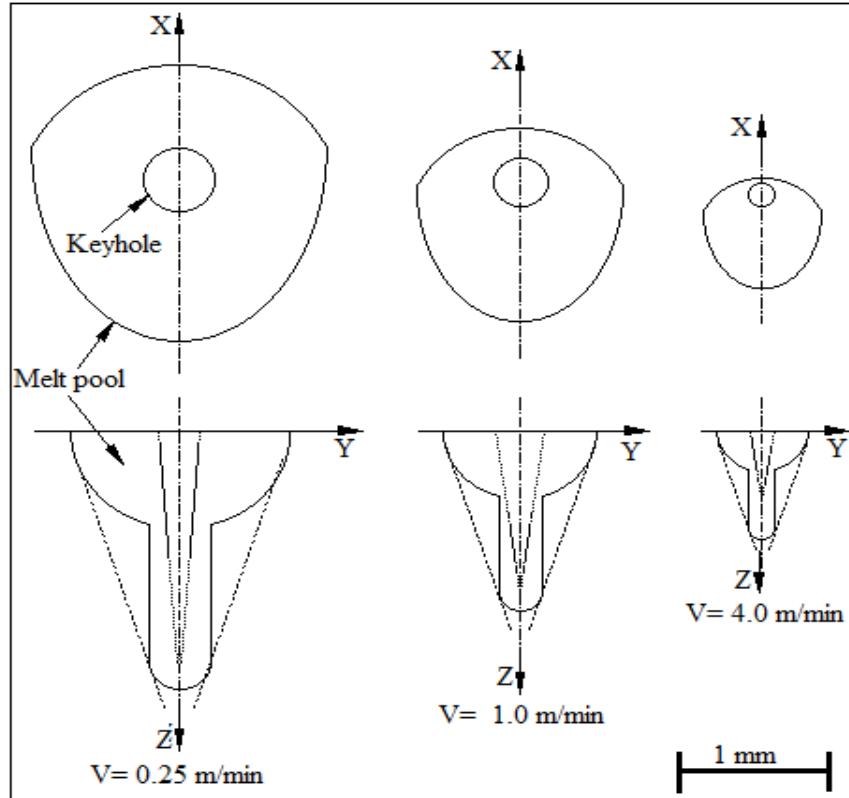 X
X
X
Keyhole
Melt pool
Y
Y
Y
Z
V= 4.0 m/min
Z
V= 1.0 m/min
Z
V= 0.25 m/min
1 mm